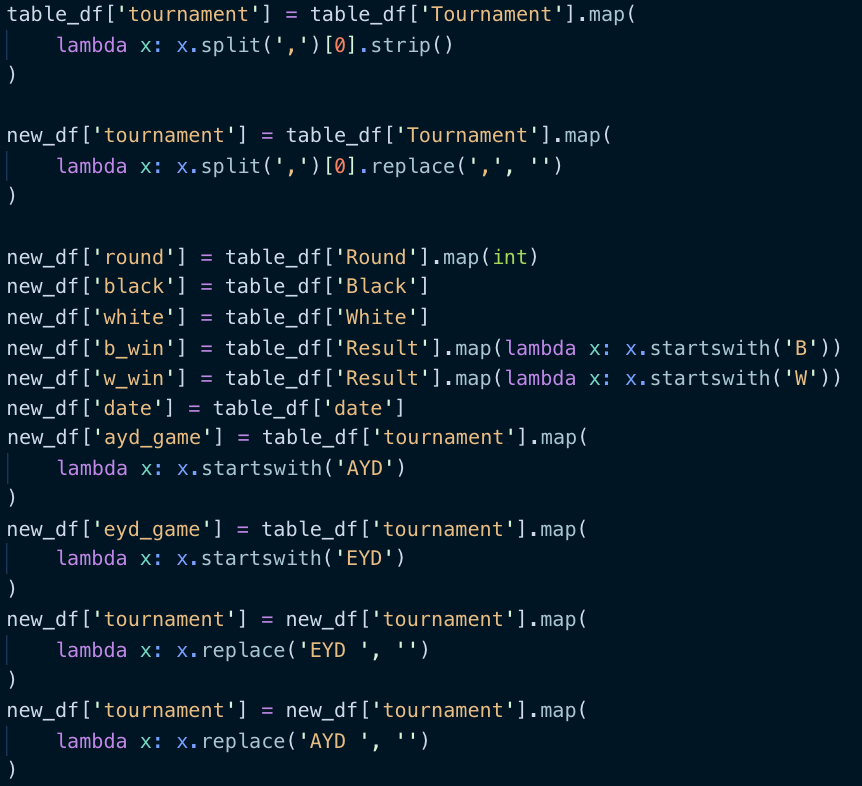 table_df['tournament'] = table_df['Tournament'].map(
    lambda x: x.split(',')[0].strip()
)

new_df['tournament'] = table_df['Tournament'].map(
    lambda x: x.split(',')[0].replace(',', '')
)

new_df['round'] = table_df['Round'].map(int)
new_df['black'] = table_df['Black']
new_df['white'] = table_df['White']
new_df['b_win'] = table_df['Result'].map(lambda x: x.startswith('B'))
new_df['w_win'] = table_df['Result'].map(lambda x: x.startswith('W'))
new_df['date'] = table_df['date']
new_df['ayd_game'] = table_df['tournament'].map(
    lambda x: x.startswith('AYD')
)
new_df['eyd_game'] = table_df['tournament'].map(
    lambda x: x.startswith('EYD')
)
new_df['tournament'] = new_df['tournament'].map(
    lambda x: x.replace('EYD ', '')
)
new_df['tournament'] = new_df['tournament'].map(
    lambda x: x.replace('AYD ', '')
)